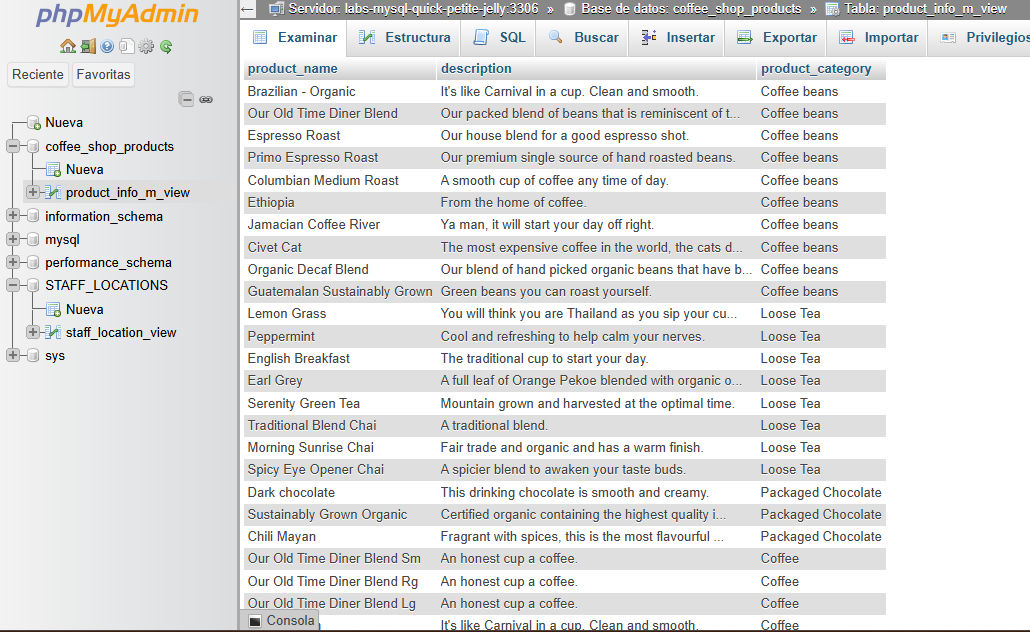 phpMyAdmin
Reciente Favoritas
Nueva
coffee_shop_products
Nueva
product_info_m_view
information_schema
mysql
performance_schema
STAFF_LOCATIONS
Nueva
staff_location_view
sys
Servidor: labs-mysql-quick-petite-jelly:3306 » Base de datos: coffee_shop_products » Tabla: product_info_m_view
Examinar Estructura SQL Buscar Insertar Exportar Importar Privilegios
product_name description product_category
Brazilian - Organic It's like Carnival in a cup. Clean and smooth. Coffee beans
Our Old Time Diner Blend Our packed blend of beans that is reminiscent of t... Coffee beans
Espresso Roast Our house blend for a good espresso shot. Coffee beans
Primo Espresso Roast Our premium single source of hand roasted beans. Coffee beans
Columbian Medium Roast A smooth cup of coffee any time of day. Coffee beans
Ethiopia From the home of coffee. Coffee beans
Jamacian Coffee River Ya man, it will start your day off right. Coffee beans
Civet Cat The most expensive coffee in the world, the cats d... Coffee beans
Organic Decaf Blend Our blend of hand picked organic beans that have b... Coffee beans
Guatemalan Sustainably Grown Green beans you can roast yourself. Coffee beans
Lemon Grass You will think you are Thailand as you sip your cu... Loose Tea
Peppermint Cool and refreshing to help calm your nerves. Loose Tea
English Breakfast The traditional cup to start your day. Loose Tea
Earl Grey A full leaf of Orange Pekoe blended with organic o... Loose Tea
Serenity Green Tea Mountain grown and harvested at the optimal time. Loose Tea
Traditional Blend Chai A traditional blend. Loose Tea
Morning Sunrise Chai Fair trade and organic and has a warm finish. Loose Tea
Spicy Eye Opener Chai A spicier blend to awaken your taste buds. Loose Tea
Dark chocolate This drinking chocolate is smooth and creamy. Packaged Chocolate
Sustainably Grown Organic Certified organic containing the highest quality i... Packaged Chocolate
Chili Mayan Fragrant with spices, this is the most flavourful ... Packaged Chocolate
Our Old Time Diner Blend Sm An honest cup a coffee. Coffee
Our Old Time Diner Blend Rg An honest cup a coffee. Coffee
Our Old Time Diner Blend Lg An honest cup a coffee. Coffee
It's like Carnival in a cup. Clean and smooth. Coffee
Consola